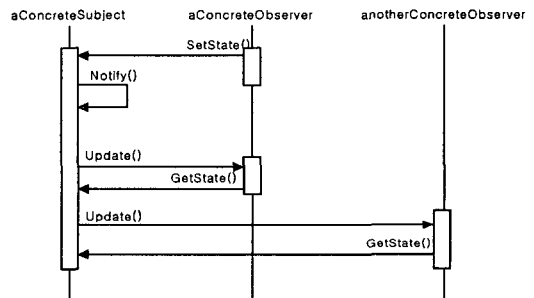 aConcreteSubject
aConcreteObserver
anotherConcreteObserver
SetState()
Notify()
Update()
GetState()
Update()
GetState()